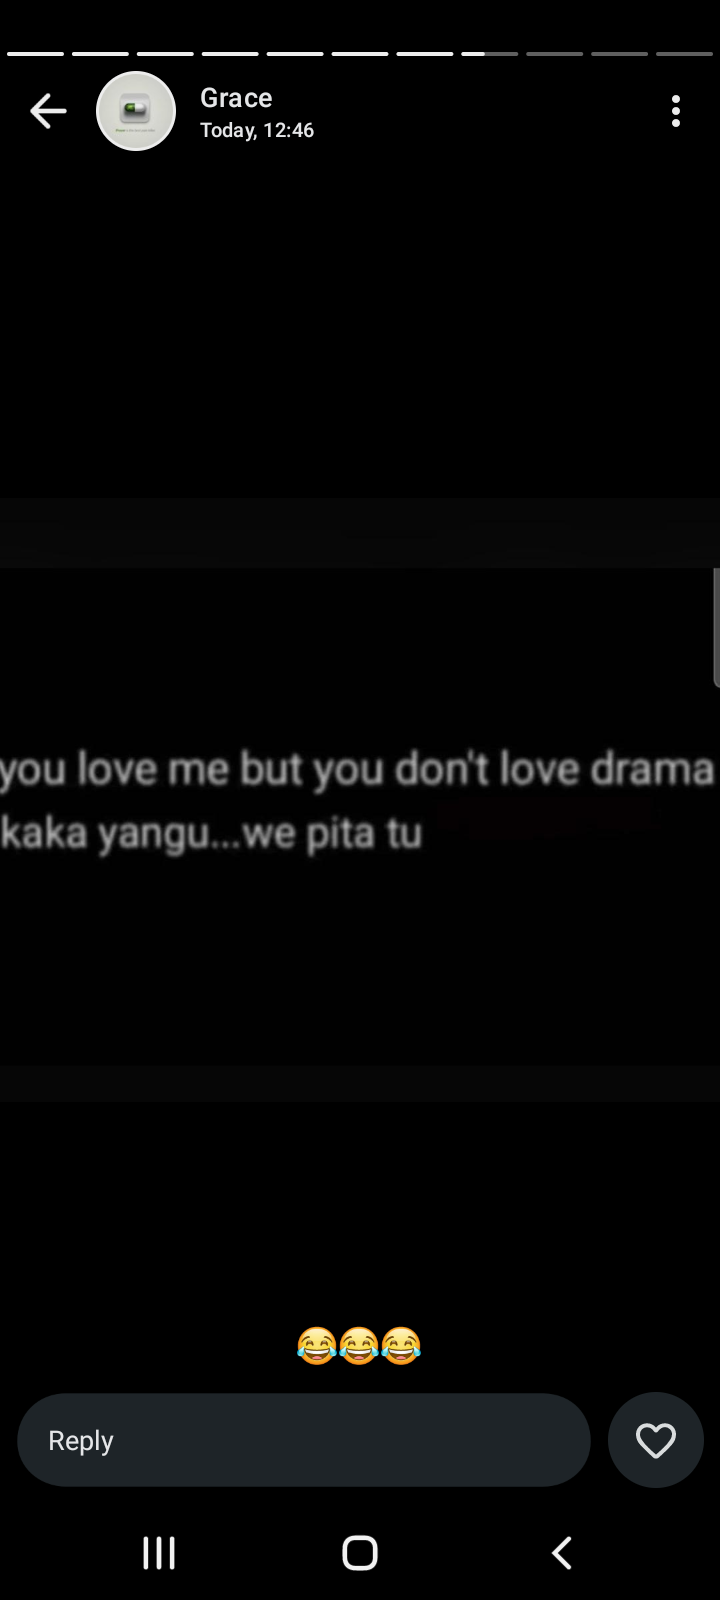 Grace
Today, 12:46
you love me but you don't love drama
kaka yangu...we pita tu
😂😂😂
Reply